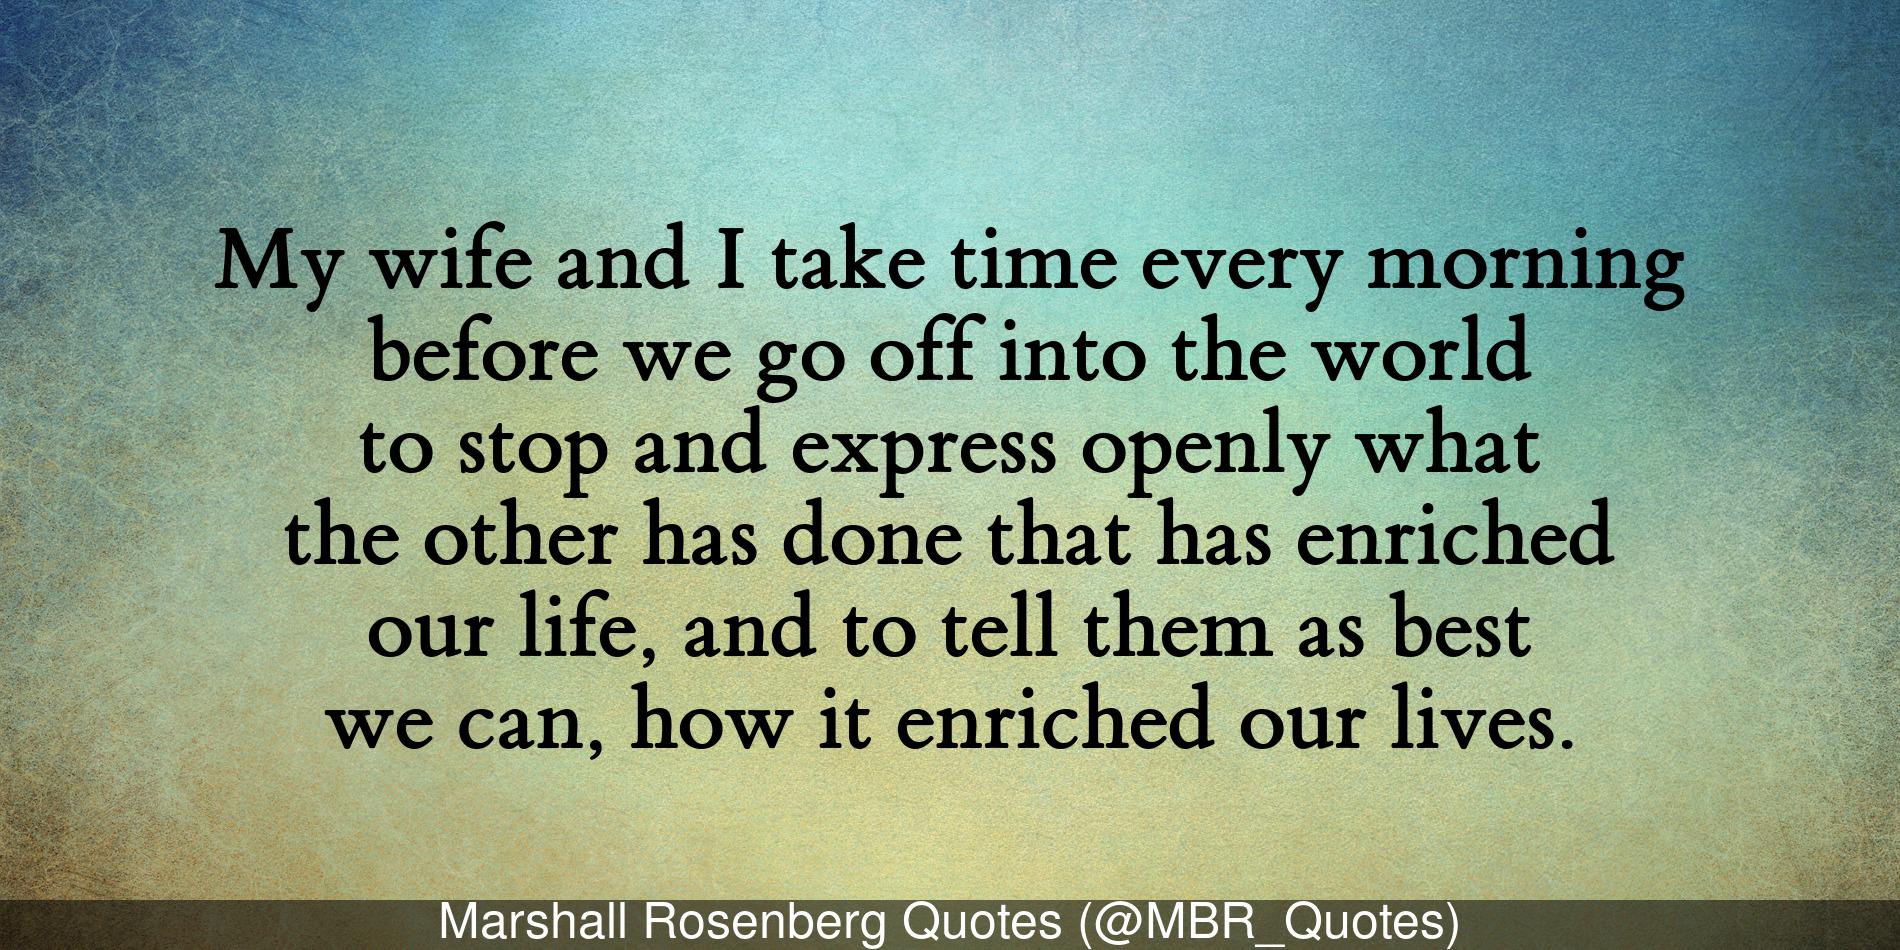 My wife and I take time every morning
before we go off into the world
to stop and express openly what
the other has done that has enriched
our life, and to tell them as best
we can, how it enriched our lives.
Marshall Rosenberg Quotes (@MBR_Quotes)